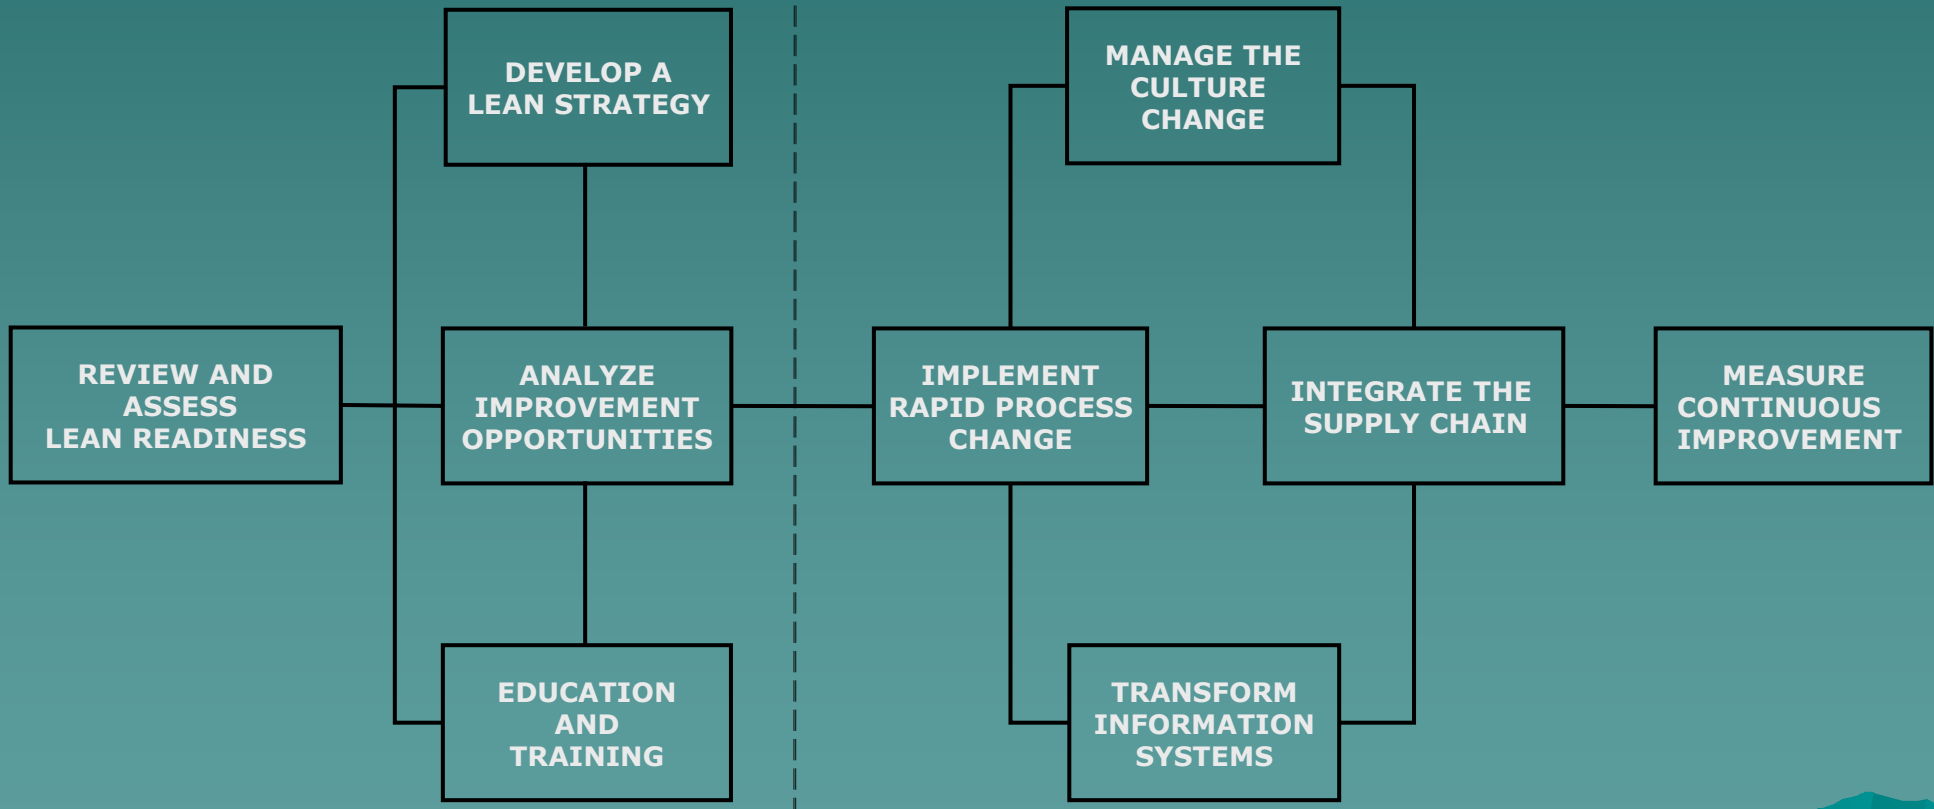 DEVELOP A
LEAN STRATEGY
MANAGE THE
CULTURE
CHANGE
REVIEW AND
ASSESS
LEAN READINESS
ANALYZE
IMPROVEMENT
OPPORTUNITIES
IMPLEMENT
RAPID PROCESS
CHANGE
INTEGRATE THE
SUPPLY CHAIN
MEASURE
CONTINUOUS
IMPROVEMENT
EDUCATION
AND
TRAINING
TRANSFORM
INFORMATION
SYSTEMS